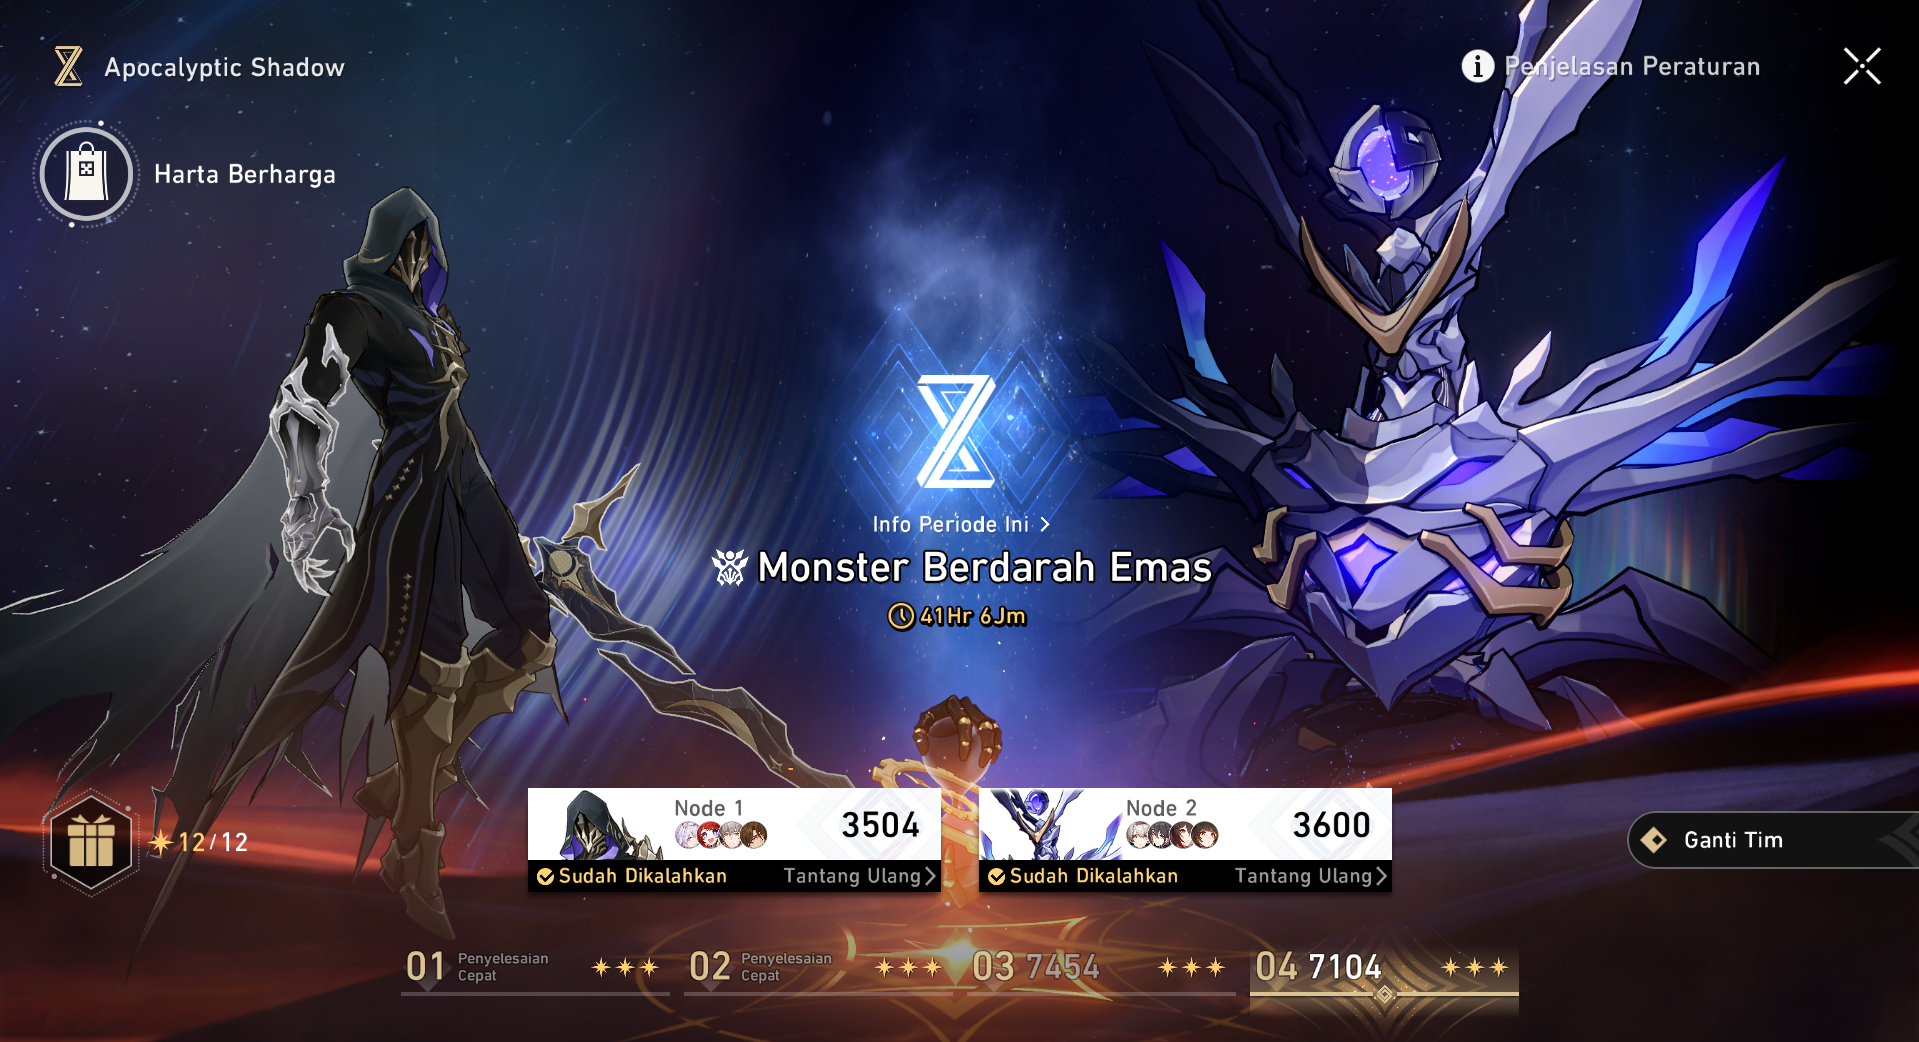 Apocalyptic Shadow
Penjelasan Peraturan
Harta Berharga
Info Periode Ini
Monster Berdarah Emas
41Hr 6Jm
12/12
Node 1
3504
Sudah Dikalahkan
Tantang Ulang
Node 2
3600
Sudah Dikalahkan
Tantang Ulang
Ganti Tim
01 Penyelesaian
Cepat
02 Penyelesaian
Cepat
03 7454
04 7104